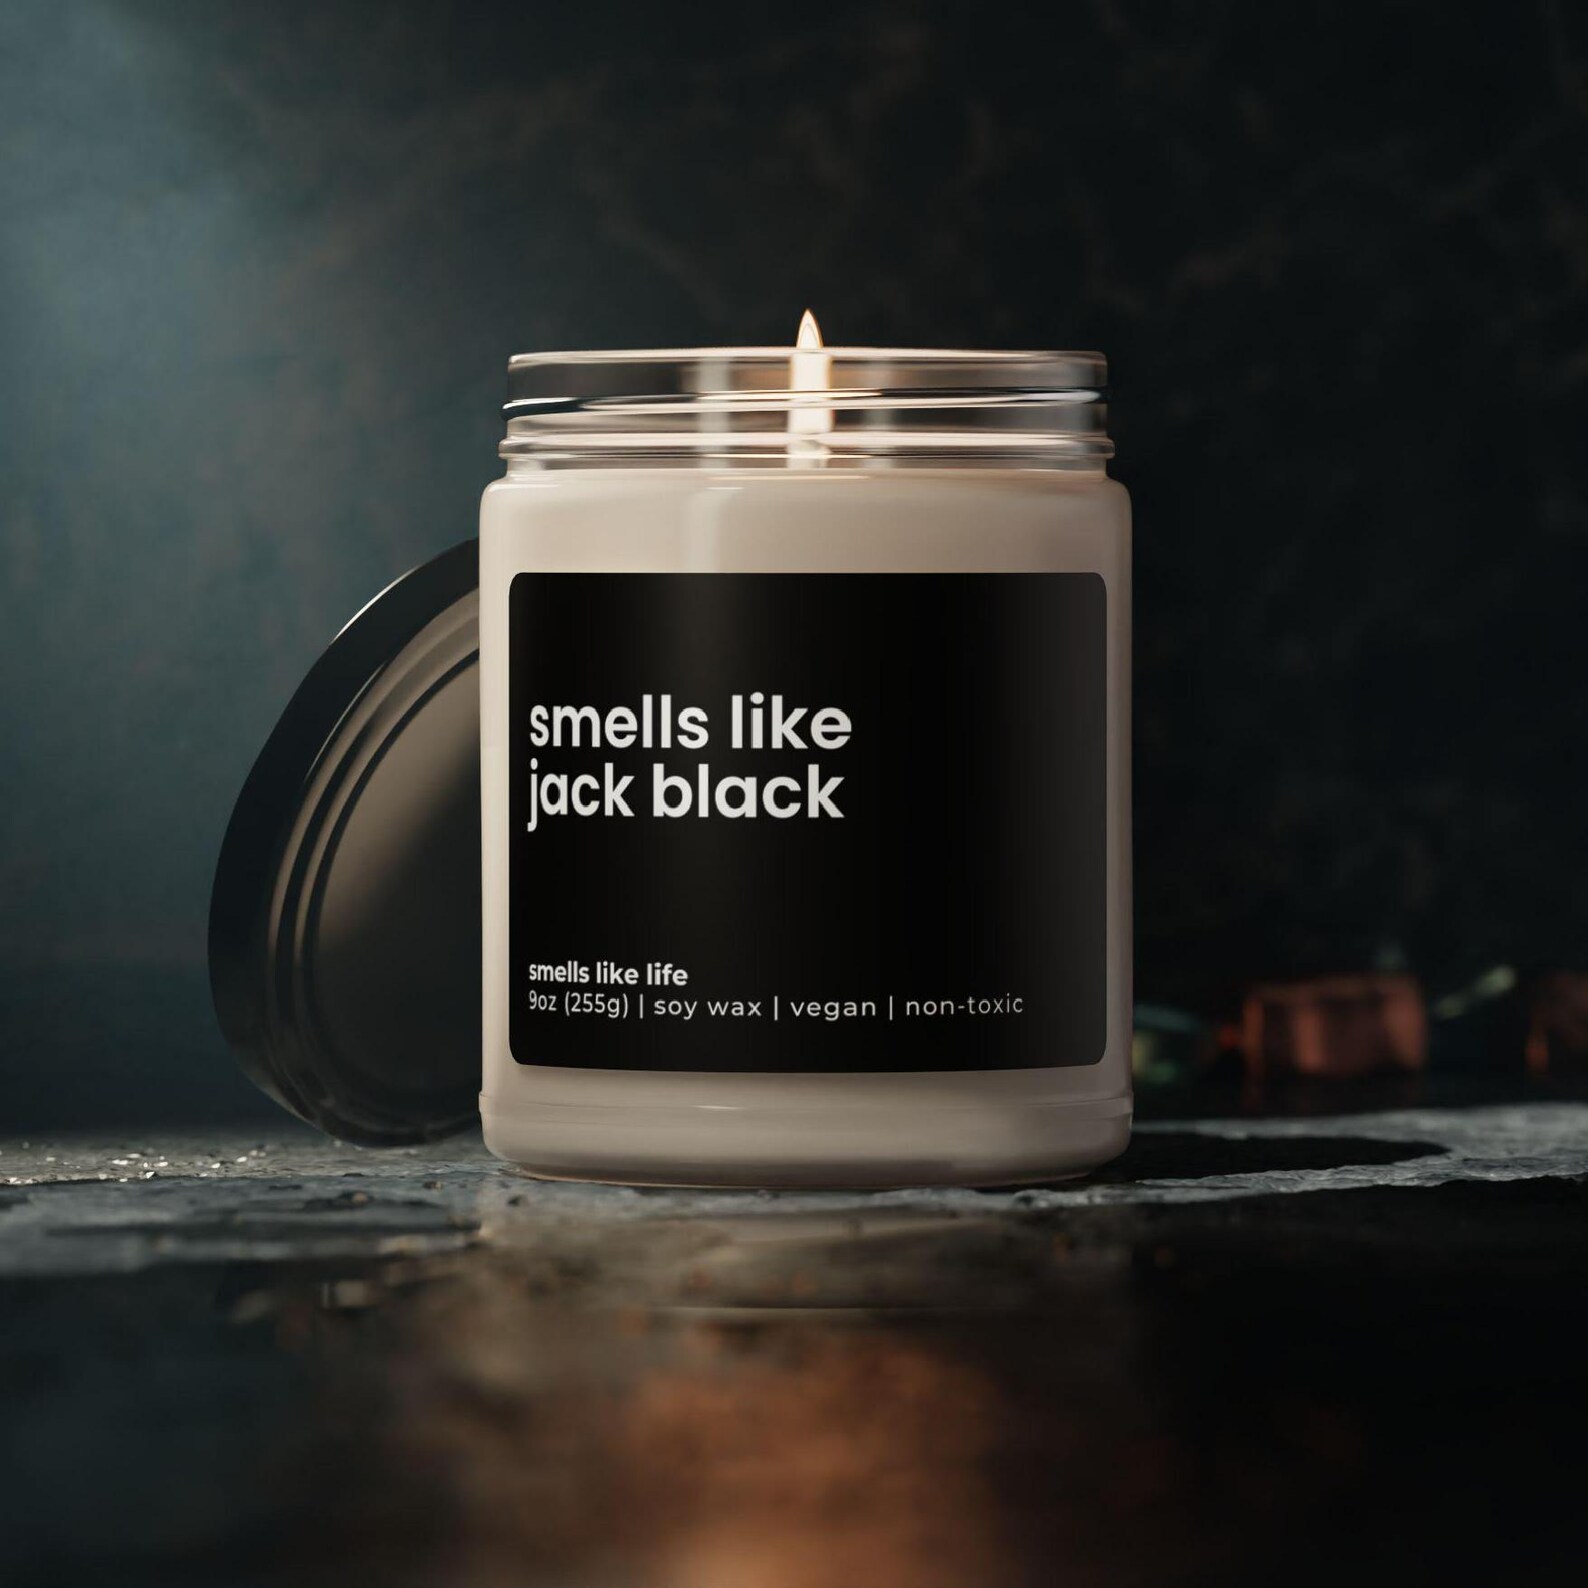 smells like
jack black
smells like life
9oz (255g) | soy wax | vegan | non-toxic